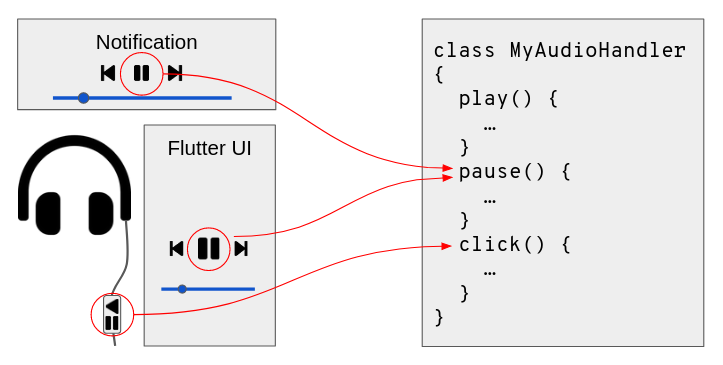 Notification
Flutter UI
class MyAudioHandler
{
  play() {
    …
  }
  pause() {
    …
  }
  click() {
    …
  }
}